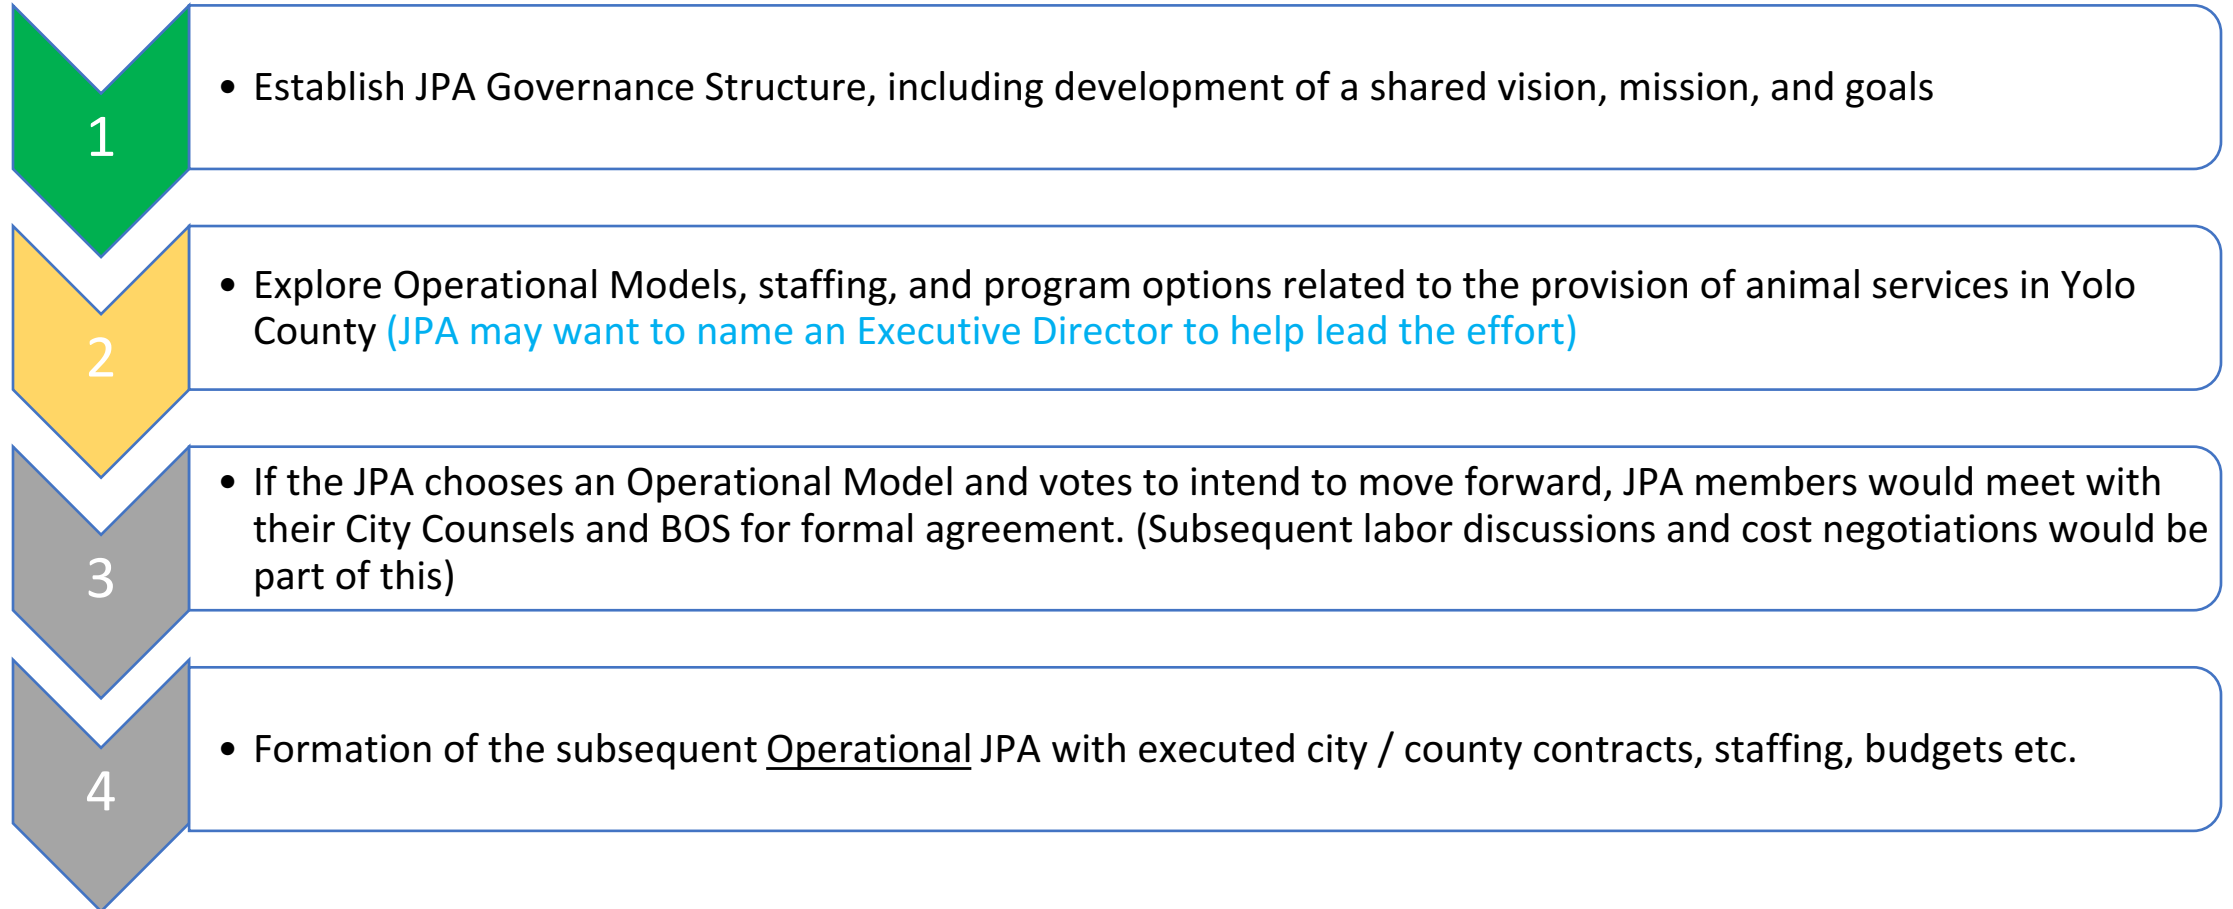 1
• Establish JPA Governance Structure, including development of a shared vision, mission, and goals
2
• Explore Operational Models, staffing, and program options related to the provision of animal services in Yolo
County (JPA may want to name an Executive Director to help lead the effort)
3
• If the JPA chooses an Operational Model and votes to intend to move forward, JPA members would meet with
their City Counsels and BOS for formal agreement. (Subsequent labor discussions and cost negotiations would be
part of this)
4
• Formation of the subsequent Operational JPA with executed city / county contracts, staffing, budgets etc.